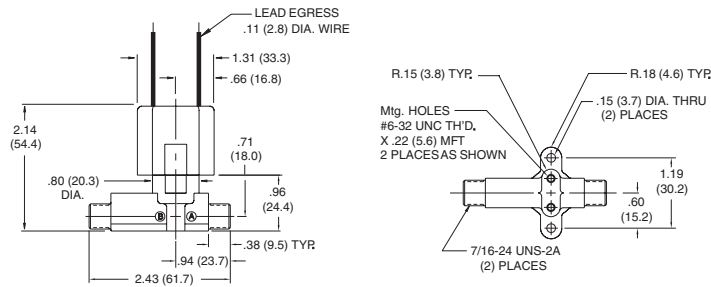 LEAD EGRESS
.11 (2.8) DIA. WIRE
1.31 (33.3)
.66 (16.8)
2.14
(54.4)
.71
(18.0)
.80 (20.3)
DIA.
.96
(24.4)
B
A
.38 (9.5) TYP.
.94 (23.7)
2.43 (61.7)
R.15 (3.8) TYP.
R.18 (4.6) TYP.
Mtg. HOLES
#6-32 UNC TH'D.
X .22 (5.6) MFT
2 PLACES AS SHOWN
.15 (3.7) DIA. THRU
(2) PLACES
1.19
(30.2)
.60
(15.2)
7/16-24 UNS-2A
(2) PLACES